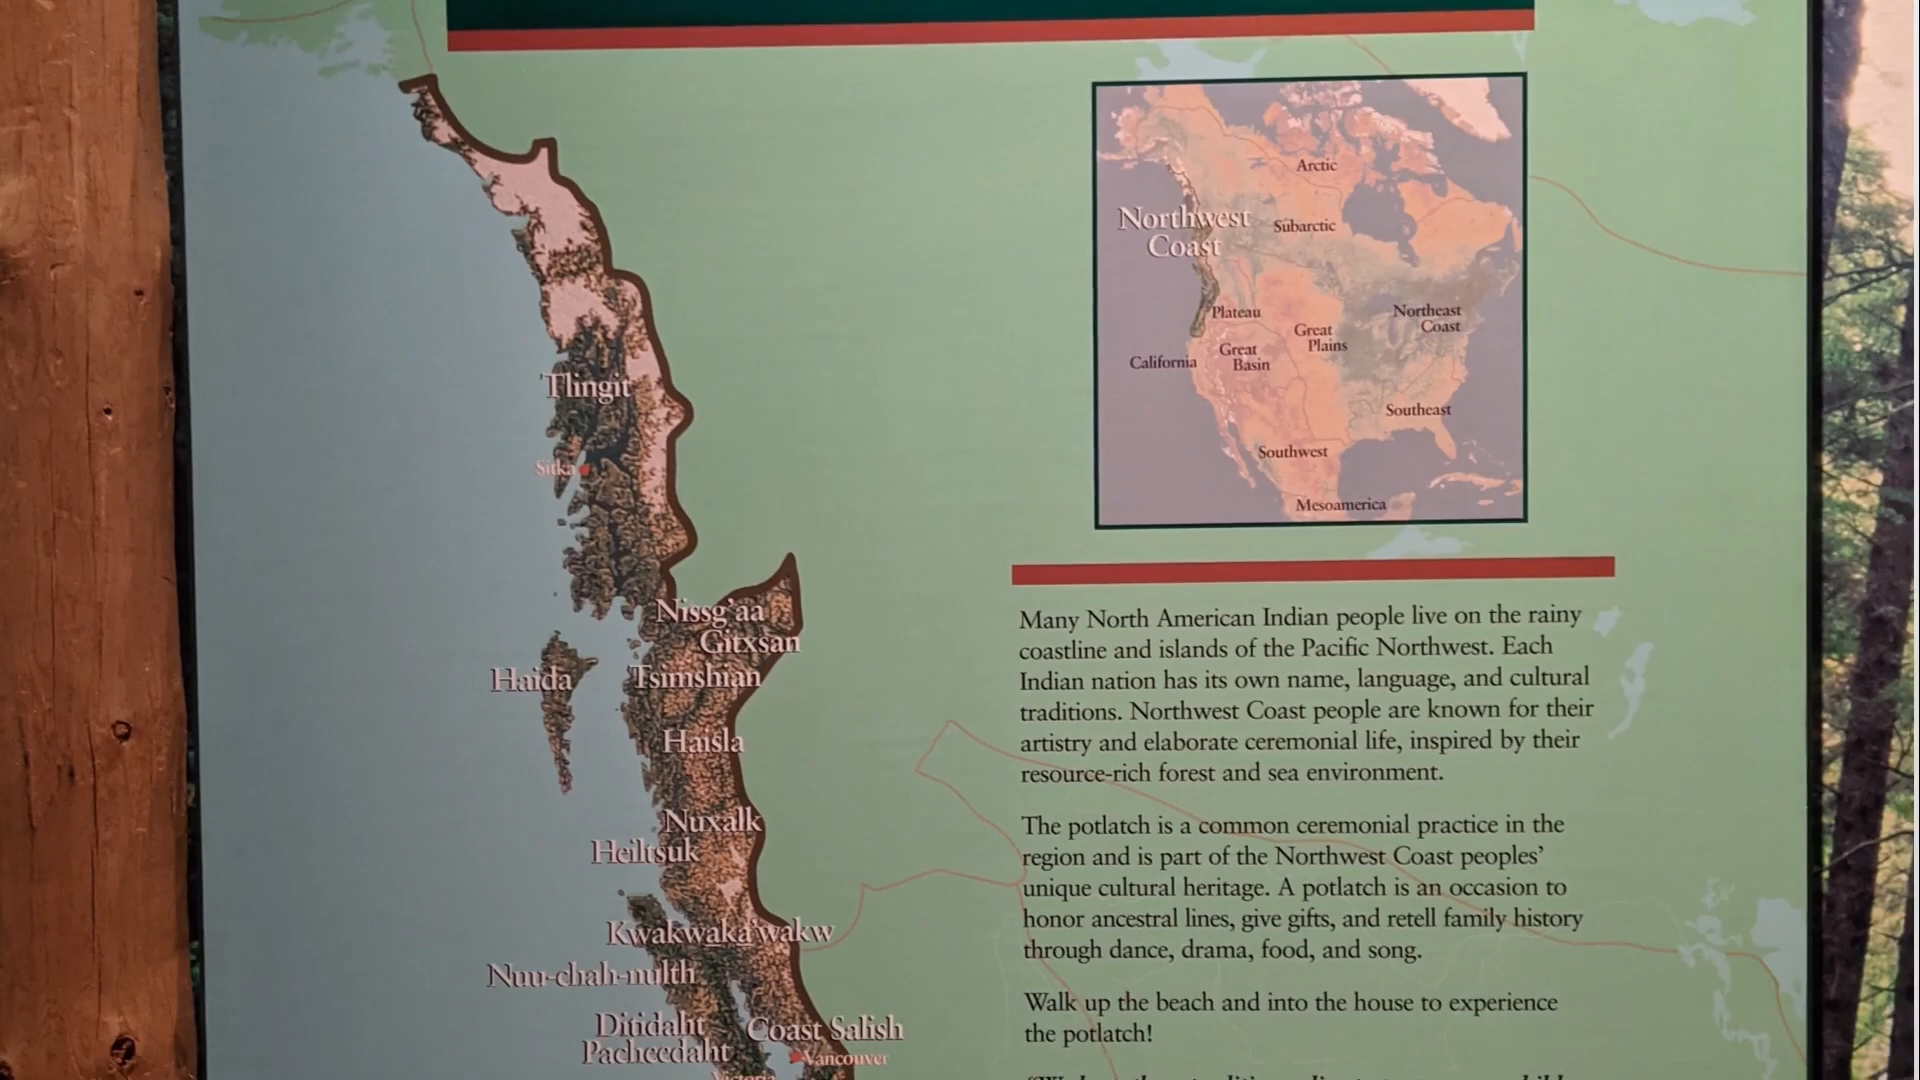 Tlingit
Sitka
Nissg'aa
Gitxsan
Haida
Tsimshian
Haisla
Nuxalk
Heiltsuk
Kwakwaka'wakw
Nuu-chah-nulth
Ditidaht
Coast Salish
Pacheedaht
Vancouver
Victoria
Arctic
Northwest
Coast
Subarctic
Plateau
Northeast
Coast
Great
Plains
California
Great
Basin
Southeast
Southwest
Mesoamerica
Many North American Indian people live on the rainy
coastline and islands of the Pacific Northwest. Each
Indian nation has its own name, language, and cultural
traditions. Northwest Coast people are known for their
artistry and elaborate ceremonial life, inspired by their
resource-rich forest and sea environment.
The potlatch is a common ceremonial practice in the
region and is part of the Northwest Coast peoples'
unique cultural heritage. A potlatch is an occasion to
honor ancestral lines, give gifts, and retell family history
through dance, drama, food, and song.
Walk up the beach and into the house to experience
the potlatch!